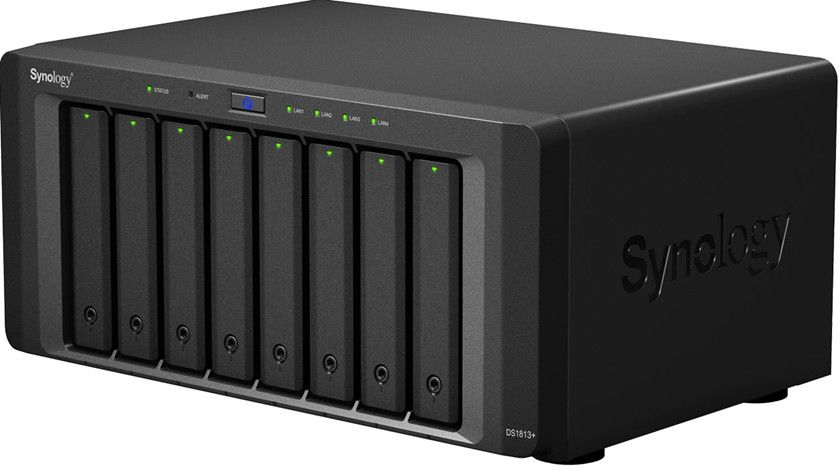 Synology
STATUS
ALERT
LAN1
LAN2
LAN3
LAN4
Synology
DS1813+